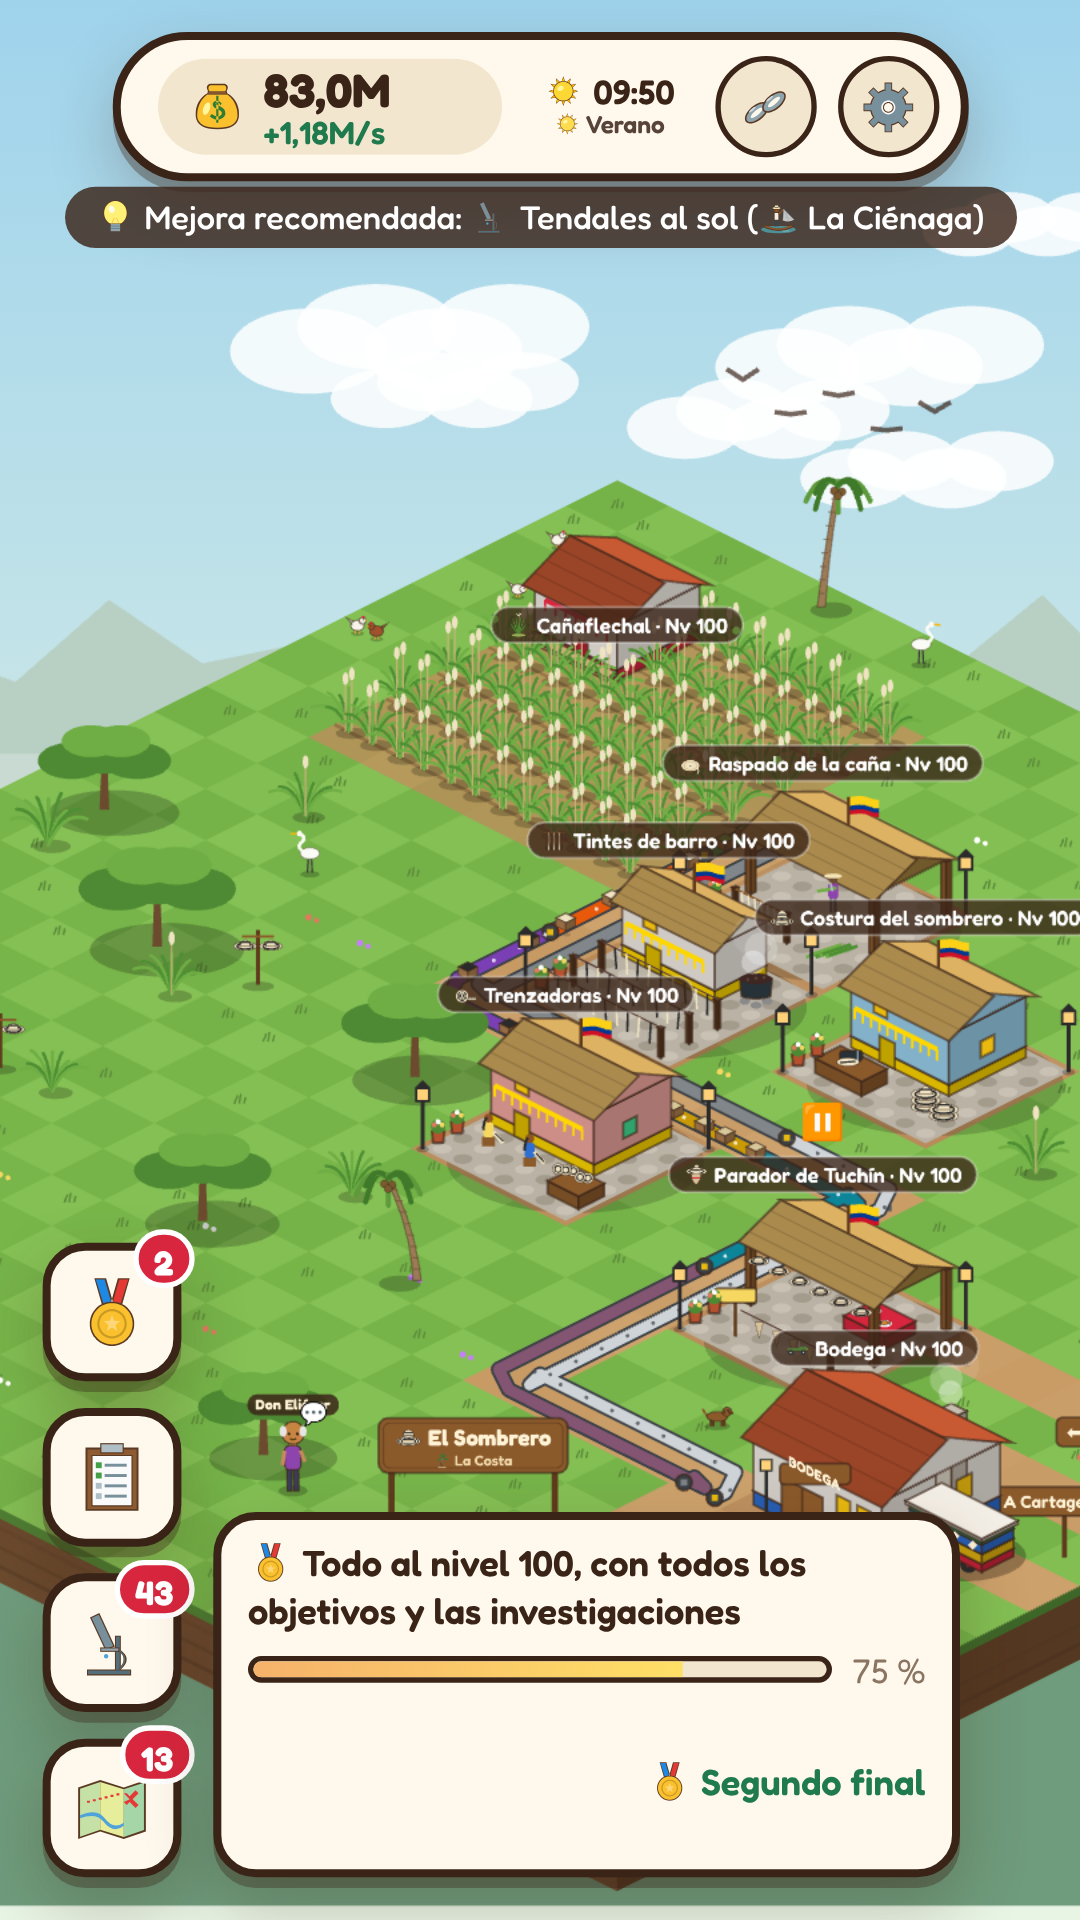 83,0M
+1,18M/s
09:50
Verano
Mejora recomendada: Tendales al sol ( La Ciénaga)
Cañaflechal · Nv 100
Raspado de la caña · Nv 100
Tintes de barro · Nv 100
Costura del sombrero · Nv 100
Trenzadoras · Nv 100
Parador de Tuchín · Nv 100
Bodega · Nv 100
2
Don
El Sombrero
La Costa
BODEGA
A
43
Todo al nivel 100, con todos los
objetivos y las investigaciones
75 %
13
Segundo final